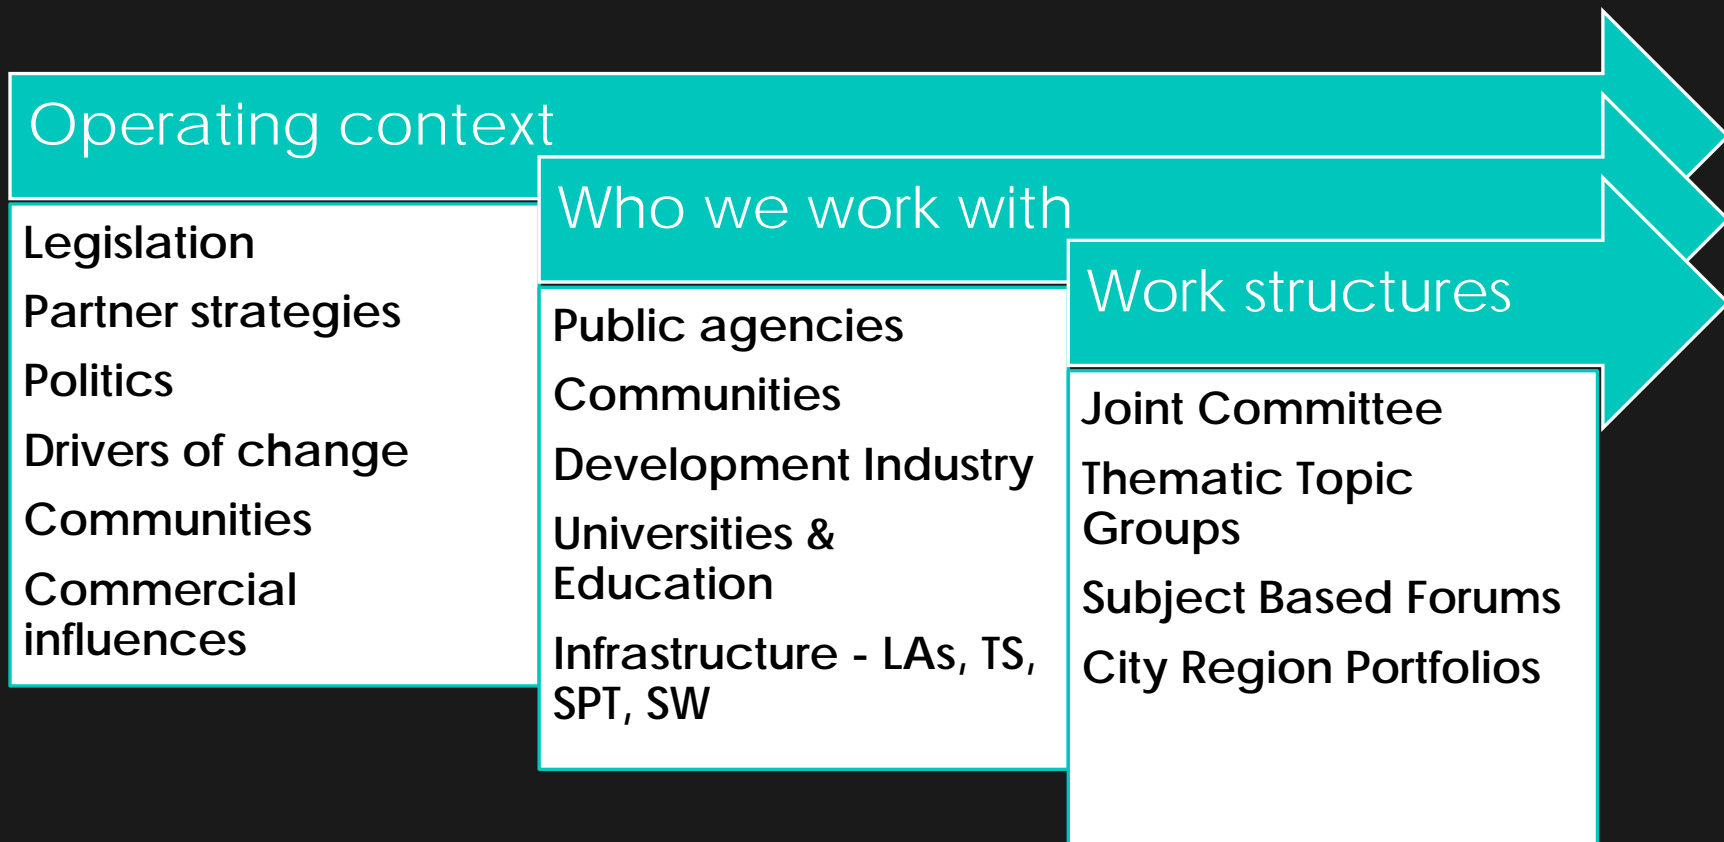 Operating context
Legislation
Partner strategies
Politics
Drivers of change
Communities
Commercial
influences
Who we work with
Public agencies
Communities
Development Industry
Universities &
Education
Infrastructure - LAs, TS,
SPT, SW
Work structures
Joint Committee
Thematic Topic
Groups
Subject Based Forums
City Region Portfolios